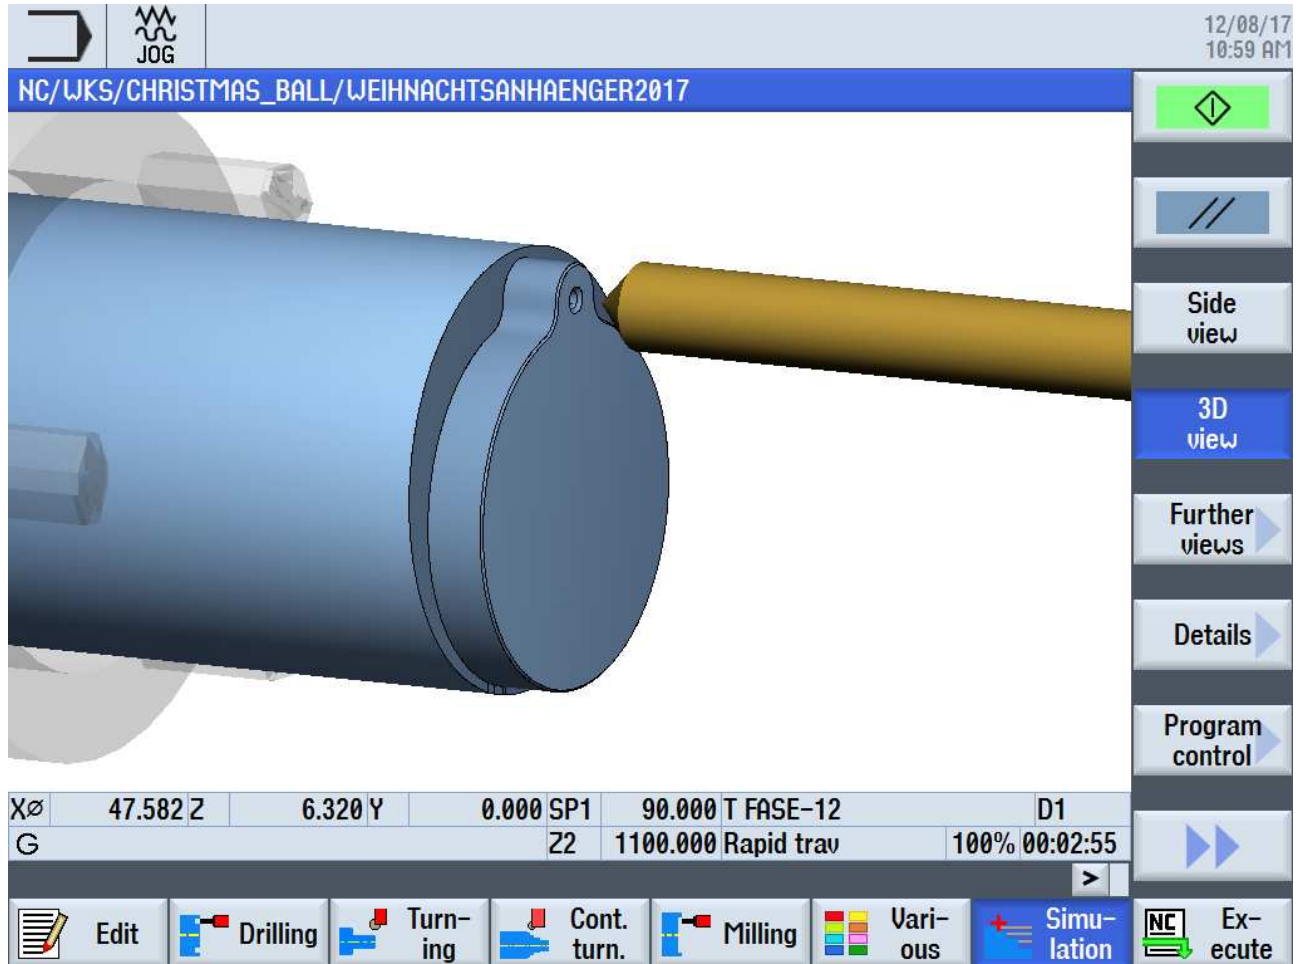 JOG
12/08/17
10:59 AM
NC/WKS/CHRISTMAS_BALL/WEIHNACHTSANHAENGER2017
Side
view
3D
view
Further
views
Details
Program
control
XØ 47.582 Z 6.320 Y 0.000 SP1 90.000 T FASE-12 D1
G Z2 1100.000 Rapid trav 100% 00:02:55
>
Edit
Drilling
Turn-
ing
Cont.
turn.
Milling
Vari-
ous
Simu-
lation
NC
Ex-
ecute